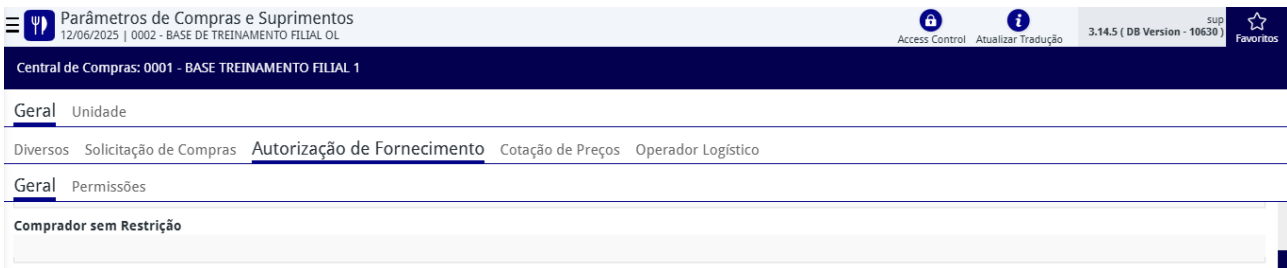 Parâmetros de Compras e Suprimentos
12/06/2025 | 0002 - BASE DE TREINAMENTO FILIAL OL
Access Control
Atualizar Tradução
sup
3.14.5 ( DB Version - 10630 )
Favoritos
Central de Compras: 0001 - BASE TREINAMENTO FILIAL 1
Geral Unidade
Diversos Solicitação de Compras Autorização de Fornecimento Cotação de Preços Operador Logístico
Geral Permissões
Comprador sem Restrição